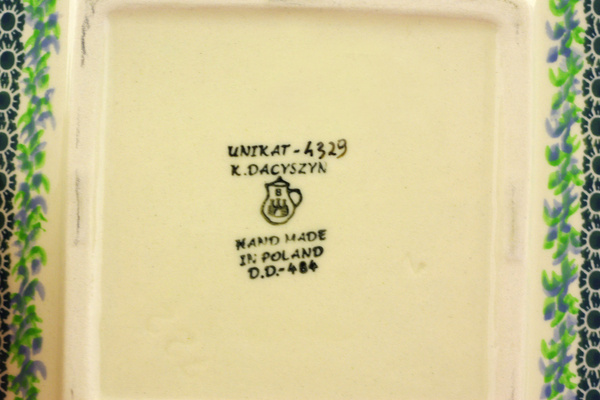 UNIKAT-4329
K.DACYSZYN
B
HAND MADE
IN POLAND
D.D.-484